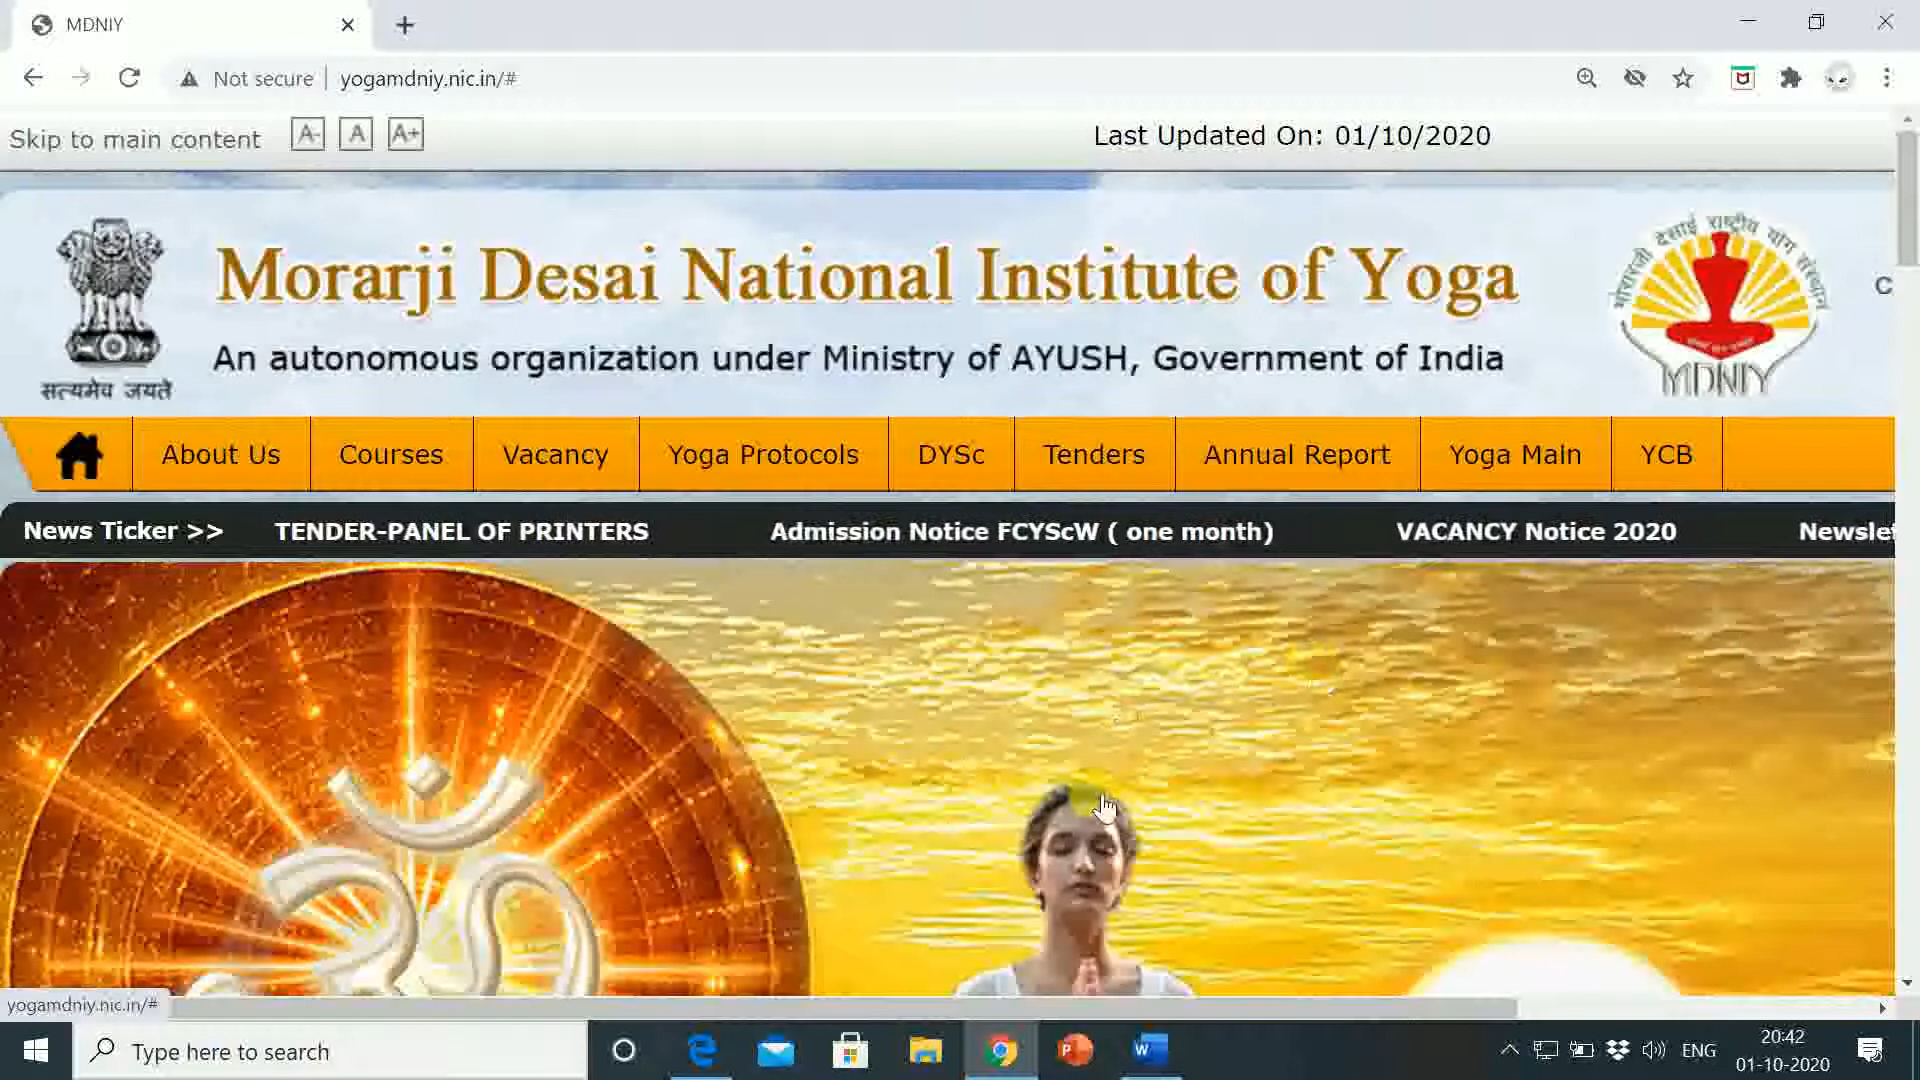 MDNIY
Not secure
yogamdniy.nic.in/#
Skip to main content
A- A A+
Last Updated On: 01/10/2020
Morarji Desai National Institute of Yoga
An autonomous organization under Ministry of AYUSH, Government of India
सत्यमेव जयते
मोरारजी देसाई राष्ट्रीय योग संस्थान
MDNIY
C
About Us
Courses
Vacancy
Yoga Protocols
DYSc
Tenders
Annual Report
Yoga Main
YCB
News Ticker >> TENDER-PANEL OF PRINTERS Admission Notice FCYScW ( one month) VACANCY Notice 2020 Newslet
yogamdniy.nic.in/#
Type here to search
ENG
20:42
01-10-2020